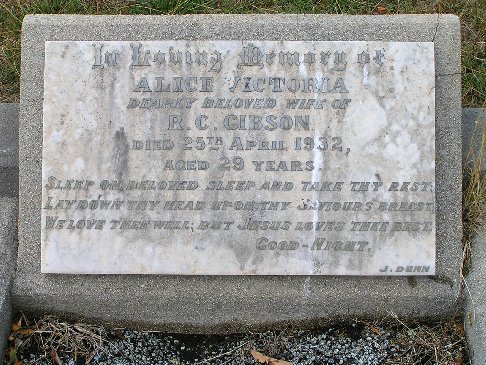 In Loving Memory of
ALICE VICTORIA
DEARLY BELOVED WIFE OF
R. C. GIBSON
DIED 25TH APRIL 1932,
AGED 29 YEARS.
SLEEP ON, BELOVED SLEEP AND TAKE THY REST.
LAY DOWN THY HEAD UPON THY SAVIOURS BREAST.
WE LOVE THEE WELL; BUT JESUS LOVES THEE BEST.
GOOD-NIGHT.
J. DUNN